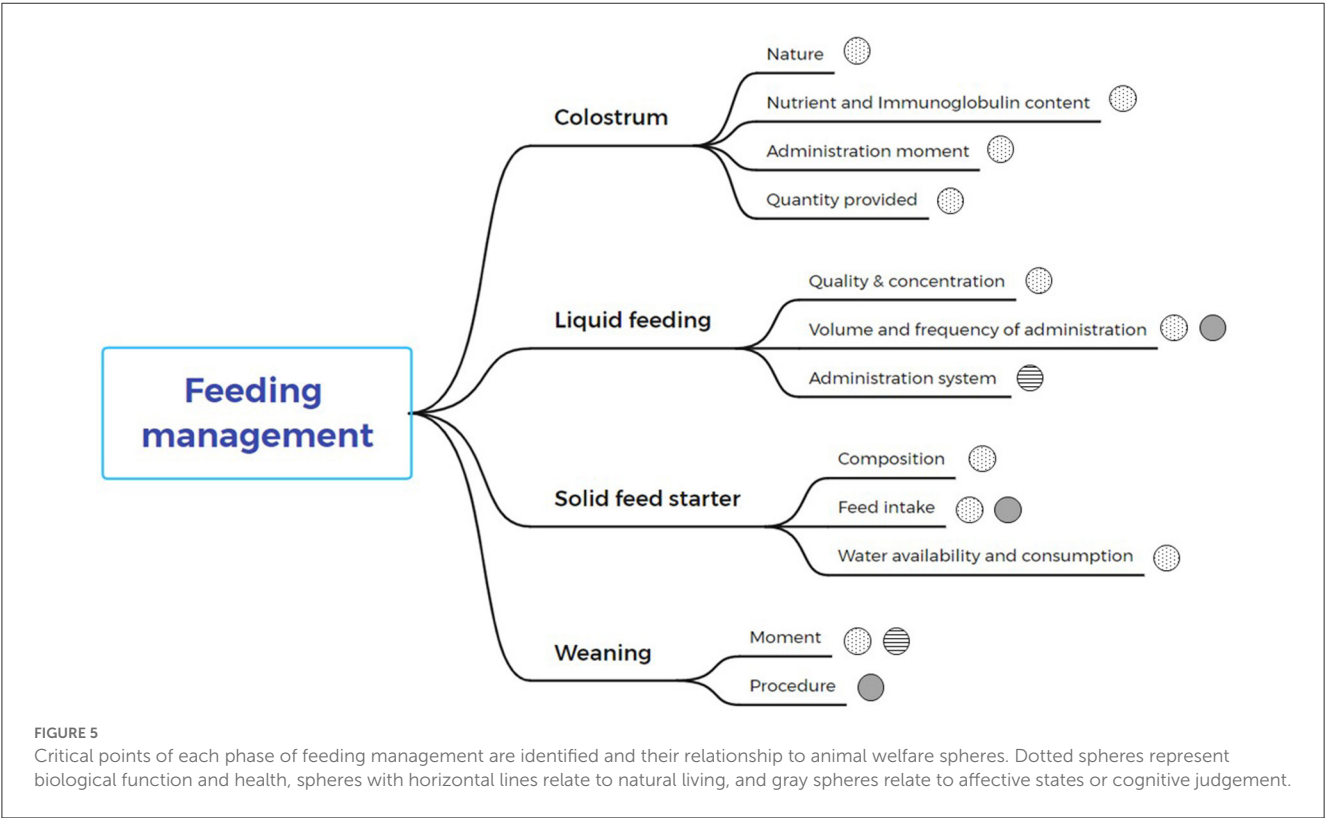 Nature
Nutrient and Immunoglobulin content
Colostrum
Administration moment
Quantity provided
Quality & concentration
Liquid feeding
Volume and frequency of administration
Administration system
Feeding
management
Composition
Solid feed starter
Feed intake
Water availability and consumption
Moment
Weaning
Procedure
FIGURE 5
Critical points of each phase of feeding management are identified and their relationship to animal welfare spheres. Dotted spheres represent
biological function and health, spheres with horizontal lines relate to natural living, and gray spheres relate to affective states or cognitive judgement.